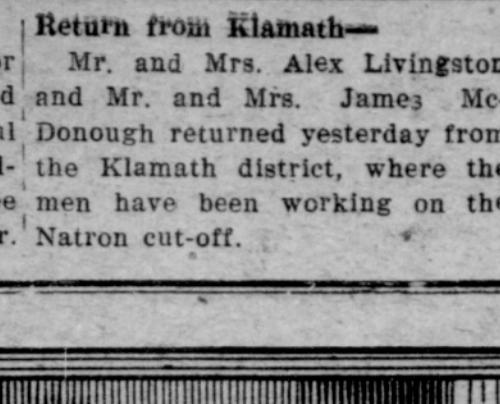 Return from Klamath—
Mr. and Mrs. Alex Livingston
and Mr. and Mrs. James Mc-
Donough returned yesterday from
the Klamath district, where the
men have been working on the
Natron cut-off.